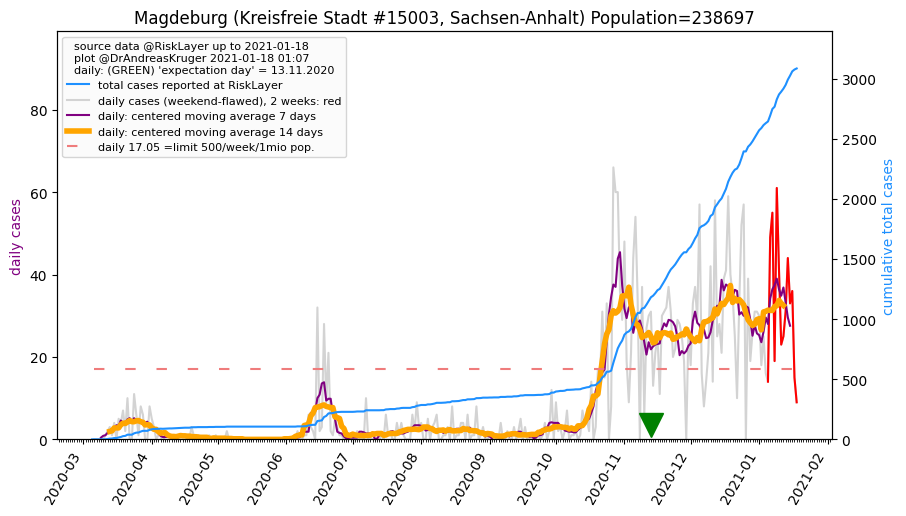 Magdeburg (Kreisfreie Stadt #15003, Sachsen-Anhalt) Population=238697
source data @RiskLayer up to 2021-01-18
plot @DrAndreasKruger 2021-01-18 01:07
daily: (GREEN) 'expectation day' = 13.11.2020
total cases reported at RiskLayer
daily cases (weekend-flawed), 2 weeks: red
daily: centered moving average 7 days
daily: centered moving average 14 days
daily 17.05 =limit 500/week/1mio pop.
daily cases
80
60
40
20
0
cumulative total cases
3000
2500
2000
1500
1000
500
0
2020-03
2020-04
2020-05
2020-06
2020-07
2020-08
2020-09
2020-10
2020-11
2020-12
2021-01
2021-02